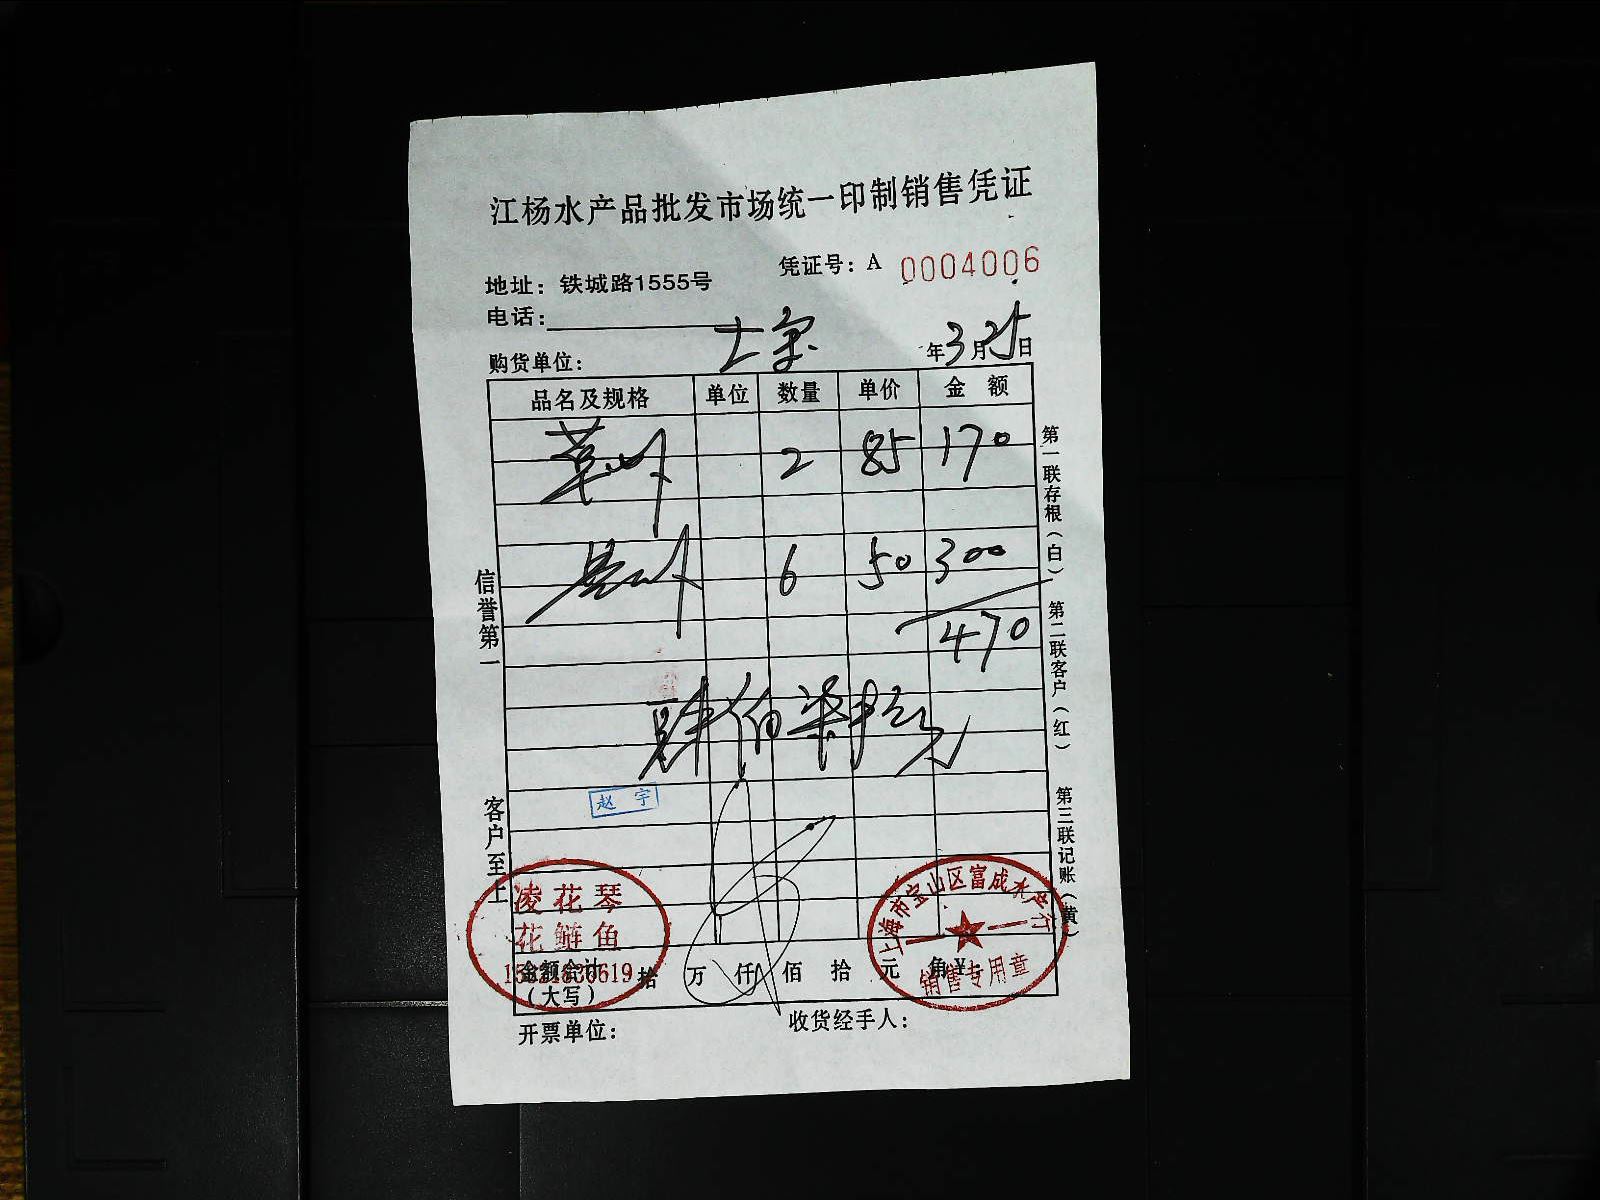 江杨水产品批发市场统一印制销售凭证
凭证号：A 0004006
地址：铁城路1555号
电话：
购货单位：
年3月25日
品名及规格 单位 数量 单价 金额
2 85 170
6 50 300
470
肆佰柒拾元
赵宇
信誉第一
客户至上
第一联存根（白）
第二联客户（红）
第三联记账（黄）
凌花琴
花鲢鱼
上海市宝山区富成水产行
销售专用章
金额合计（大写） 拾 万 仟 佰 拾 元 角 ¥
开票单位：
收货经手人：